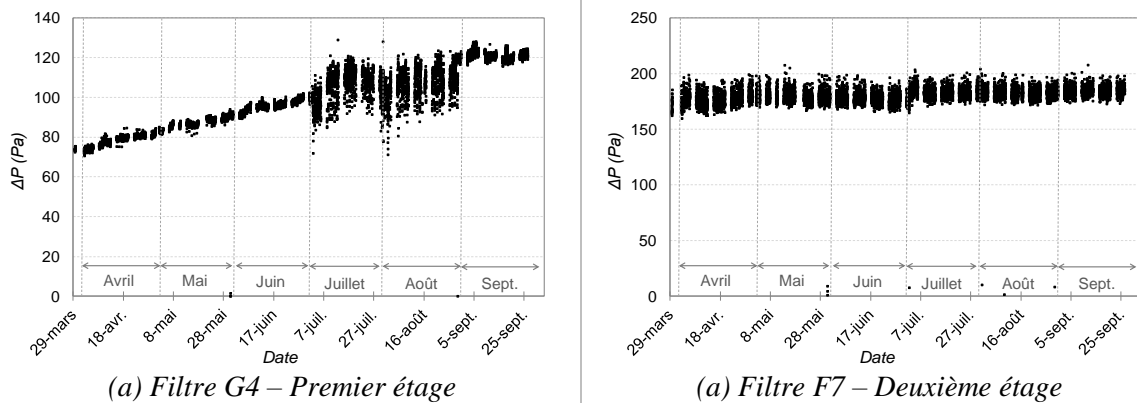 140
120
100
80
60
40
20
0
ΔP (Pa)
Avril
Mai
Juin
Juillet
Août
Sept.
29-mars
18-avr.
8-mai
28-mai
17-juin
7-juil.
27-juil.
16-août
5-sept.
25-sept.
Date
(a) Filtre G4 – Premier étage
250
200
150
100
50
0
ΔP (Pa)
Avril
Mai
Juin
Juillet
Août
Sept.
29-mars
18-avr.
8-mai
28-mai
17-juin
7-juil.
27-juil.
16-août
5-sept.
25-sept.
Date
(a) Filtre F7 – Deuxième étage